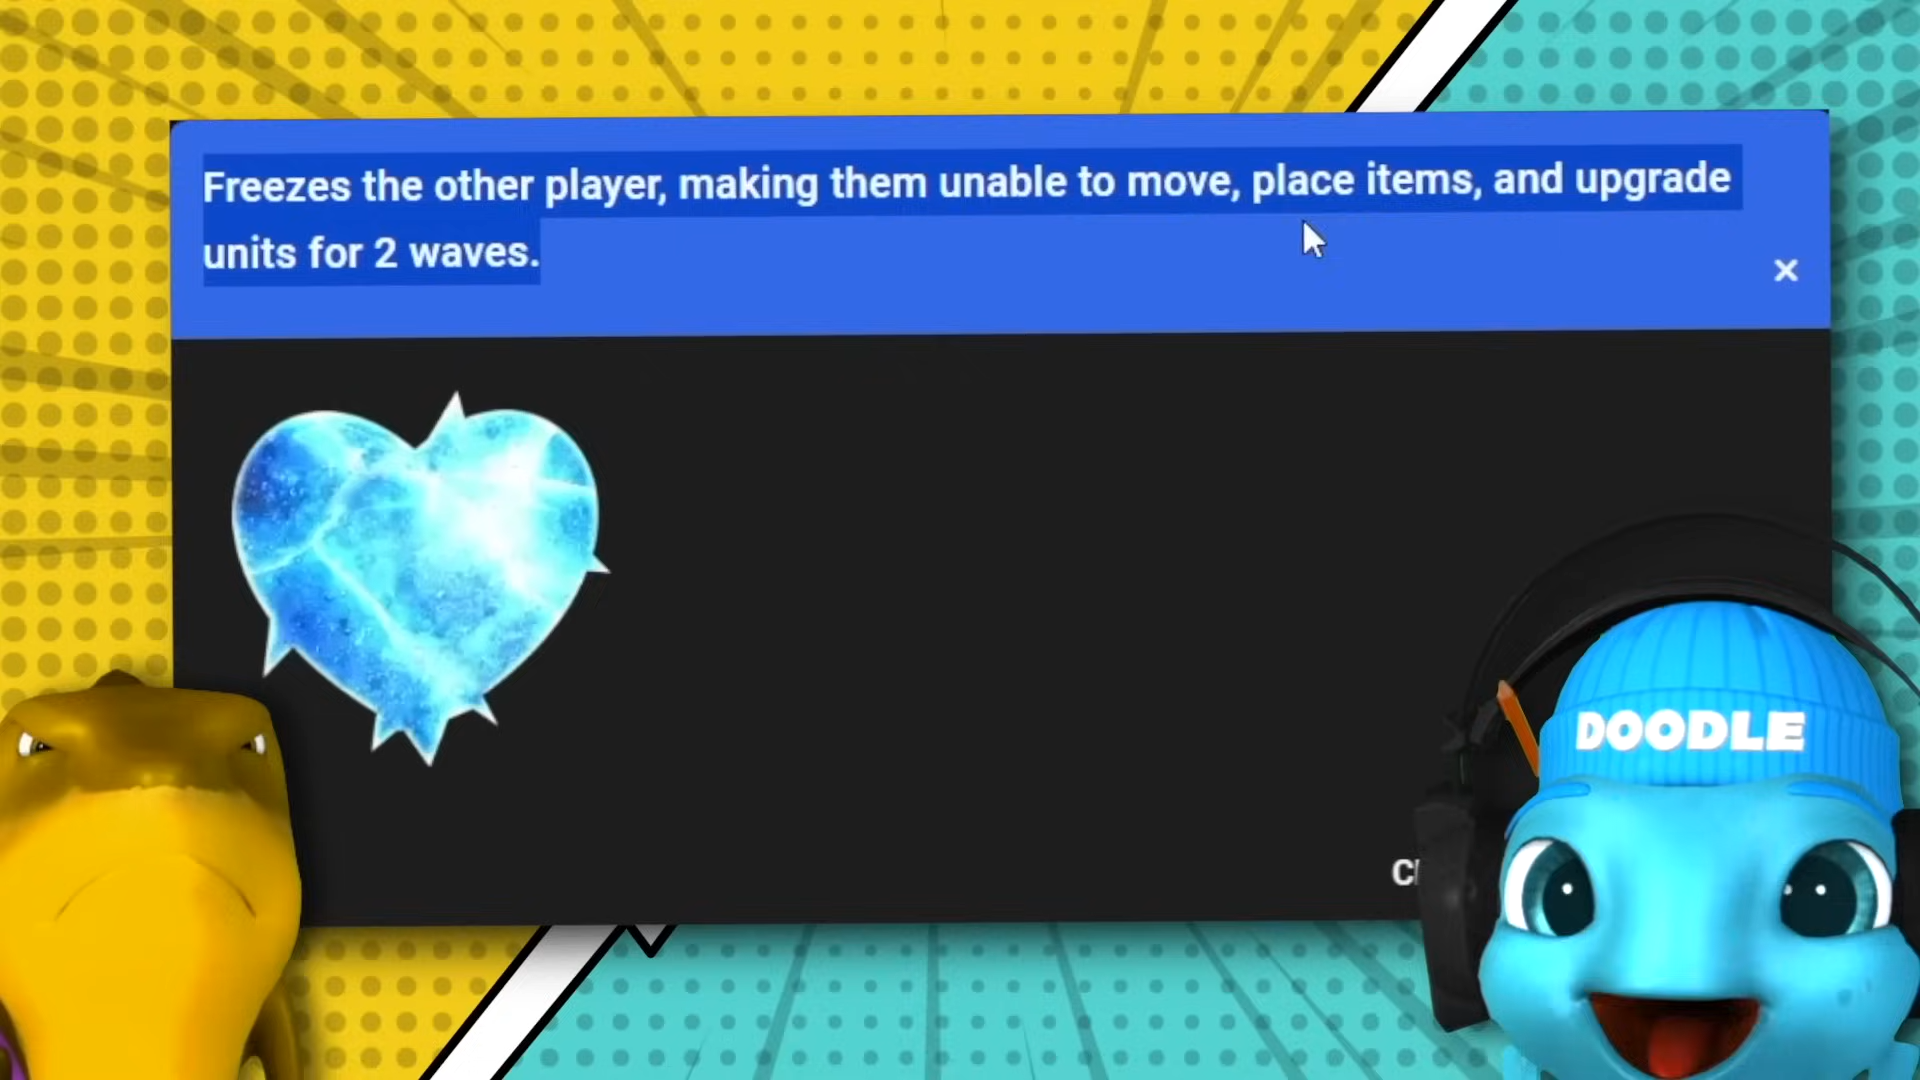 Freezes the other player, making them unable to move, place items, and upgrade
units for 2 waves.
DOODLE